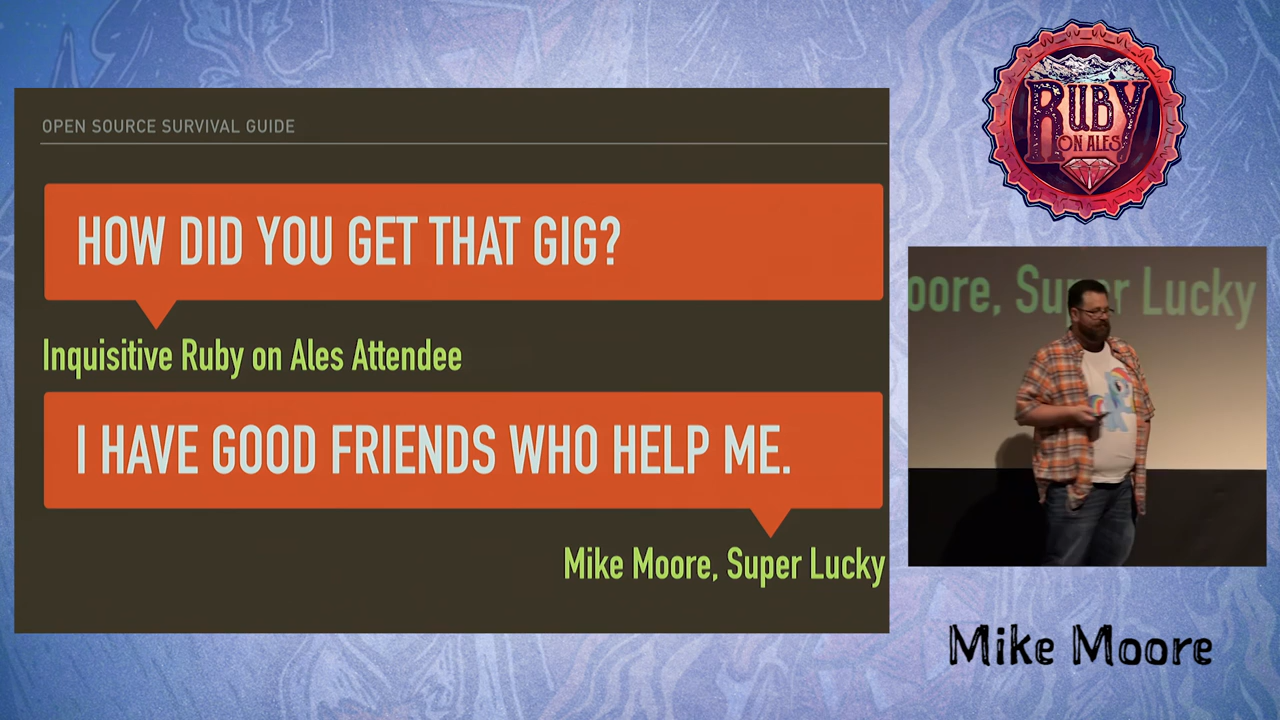 OPEN SOURCE SURVIVAL GUIDE
HOW DID YOU GET THAT GIG?
Inquisitive Ruby on Ales Attendee
I HAVE GOOD FRIENDS WHO HELP ME.
Mike Moore, Super Lucky
RUBY
ON ALES
oore, Super Lucky
Mike Moore